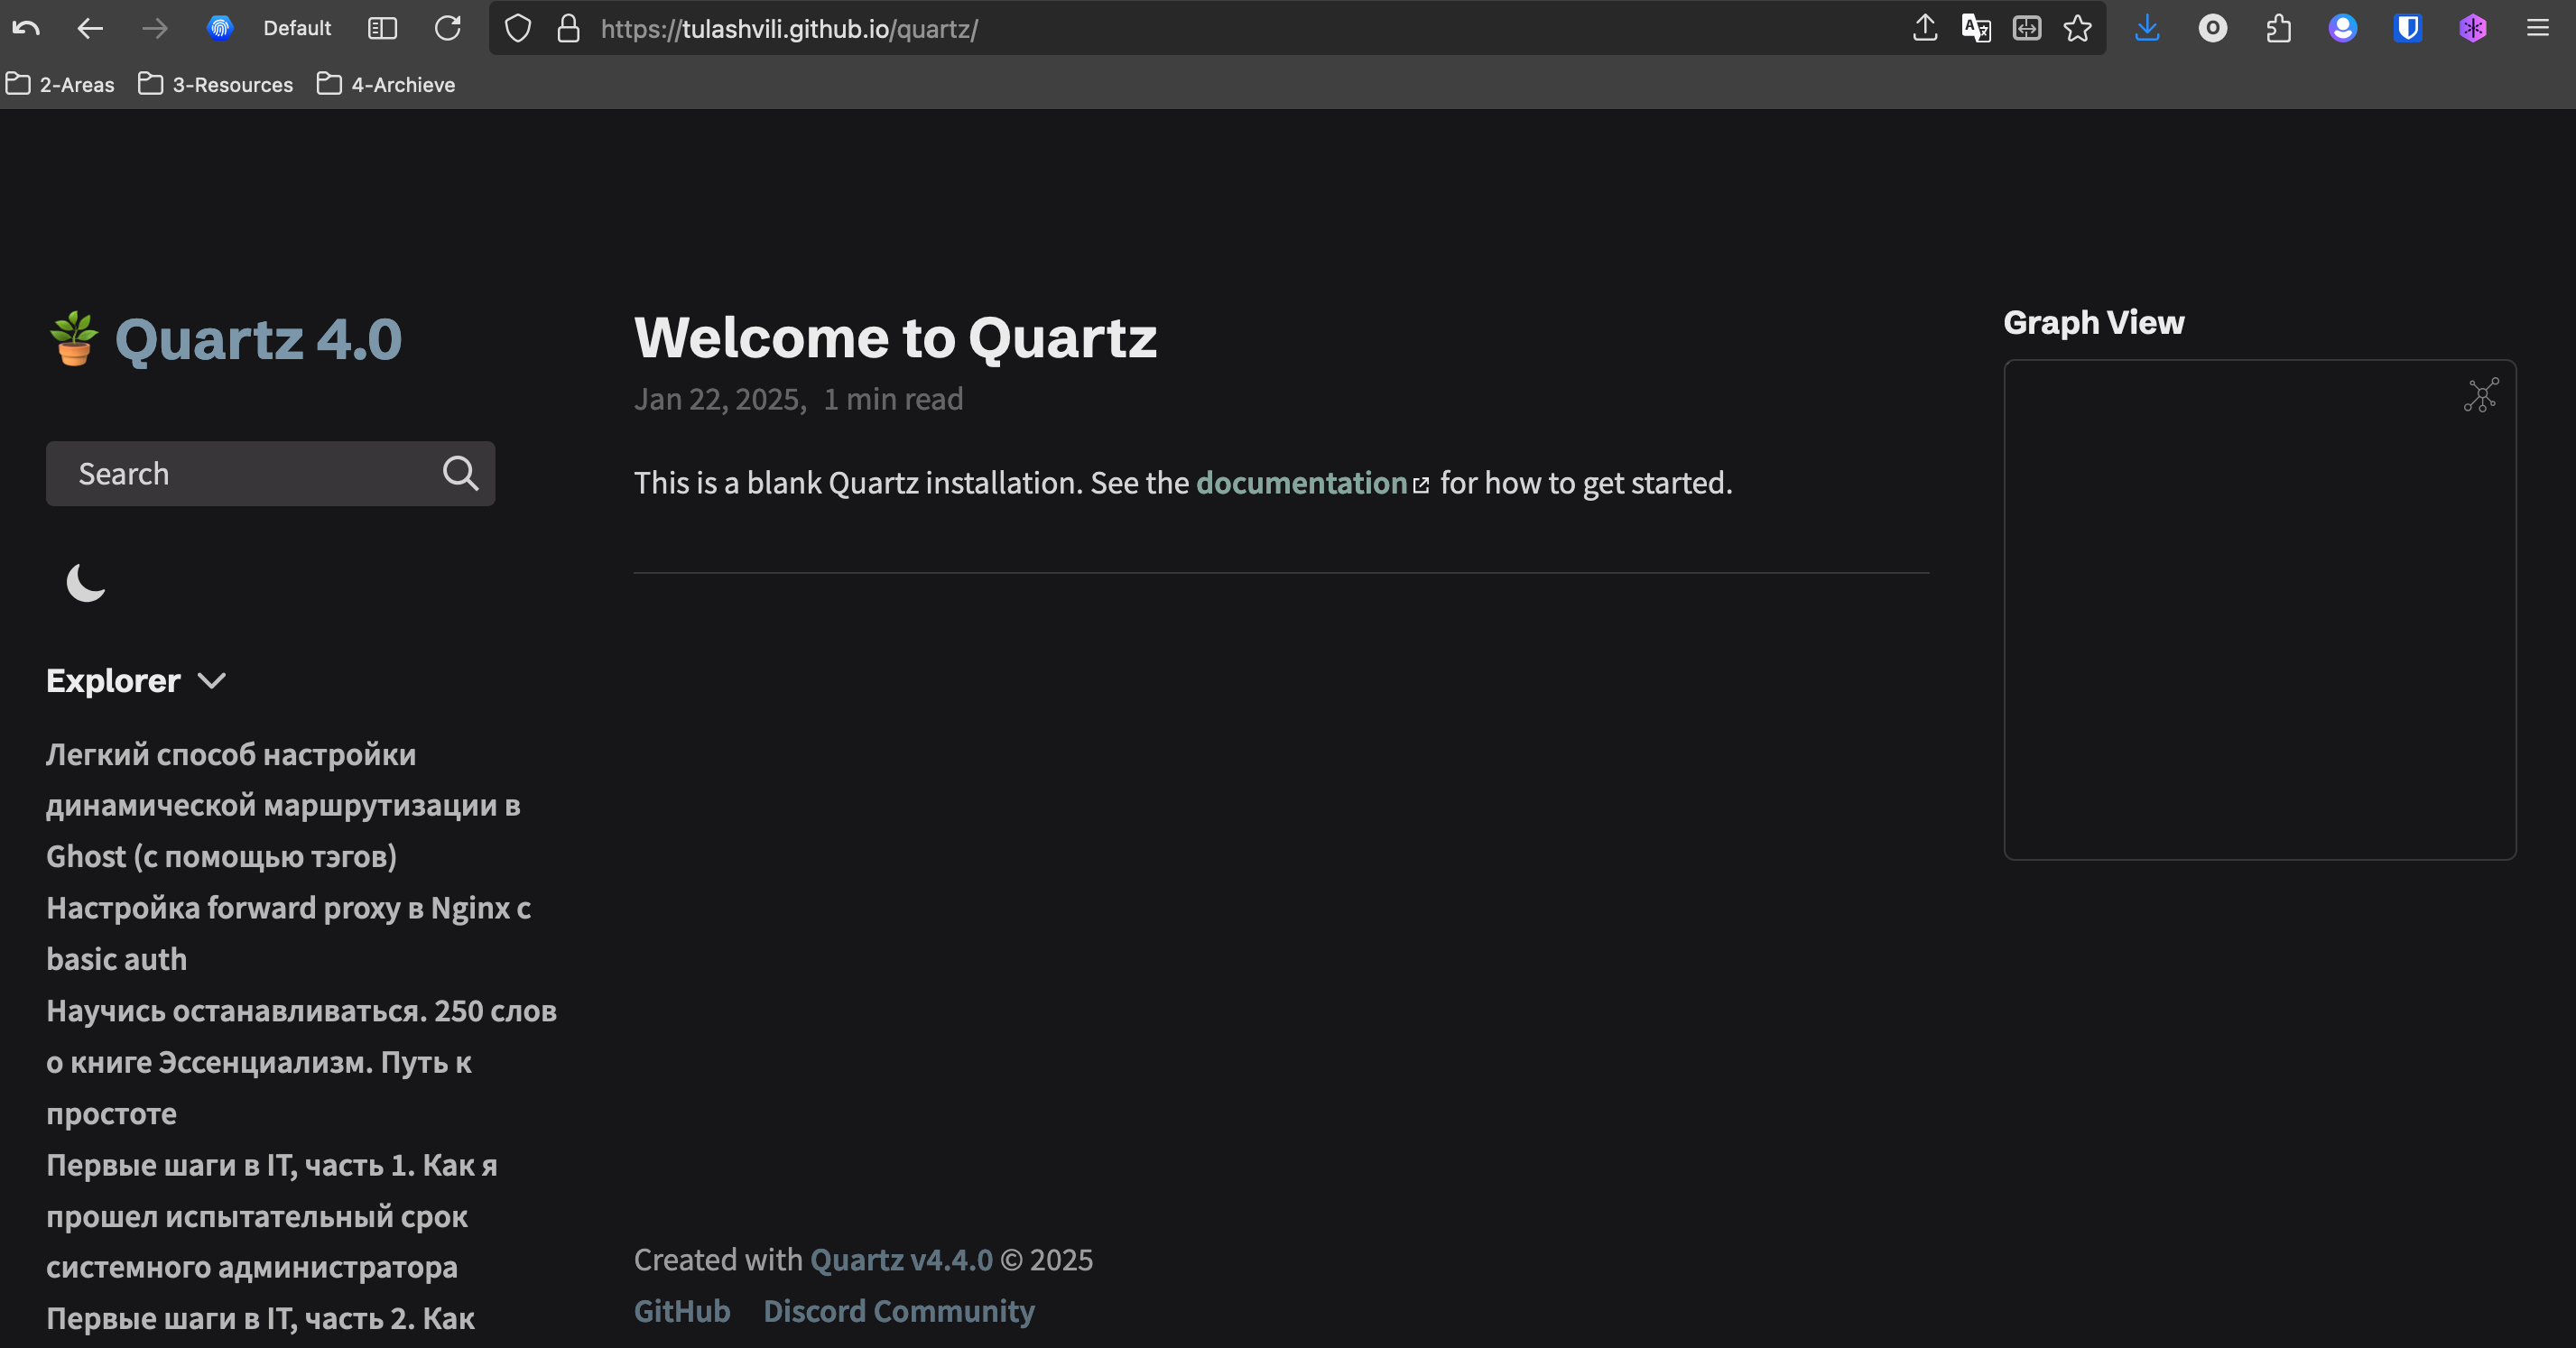 Default
https://tulashvili.github.io/quartz/
2-Areas
3-Resources
4-Archieve
Quartz 4.0
Search
Explorer
Легкий способ настройки
динамической маршрутизации в
Ghost (с помощью тэгов)
Настройка forward proxy в Nginx с
basic auth
Научись останавливаться. 250 слов
о книге Эссенциализм. Путь к
простоте
Первые шаги в IT, часть 1. Как я
прошел испытательный срок
системного администратора
Первые шаги в IT, часть 2. Как
Welcome to Quartz
Jan 22, 2025, 1 min read
This is a blank Quartz installation. See the documentation for how to get started.
Created with Quartz v4.4.0 © 2025
GitHub Discord Community
Graph View